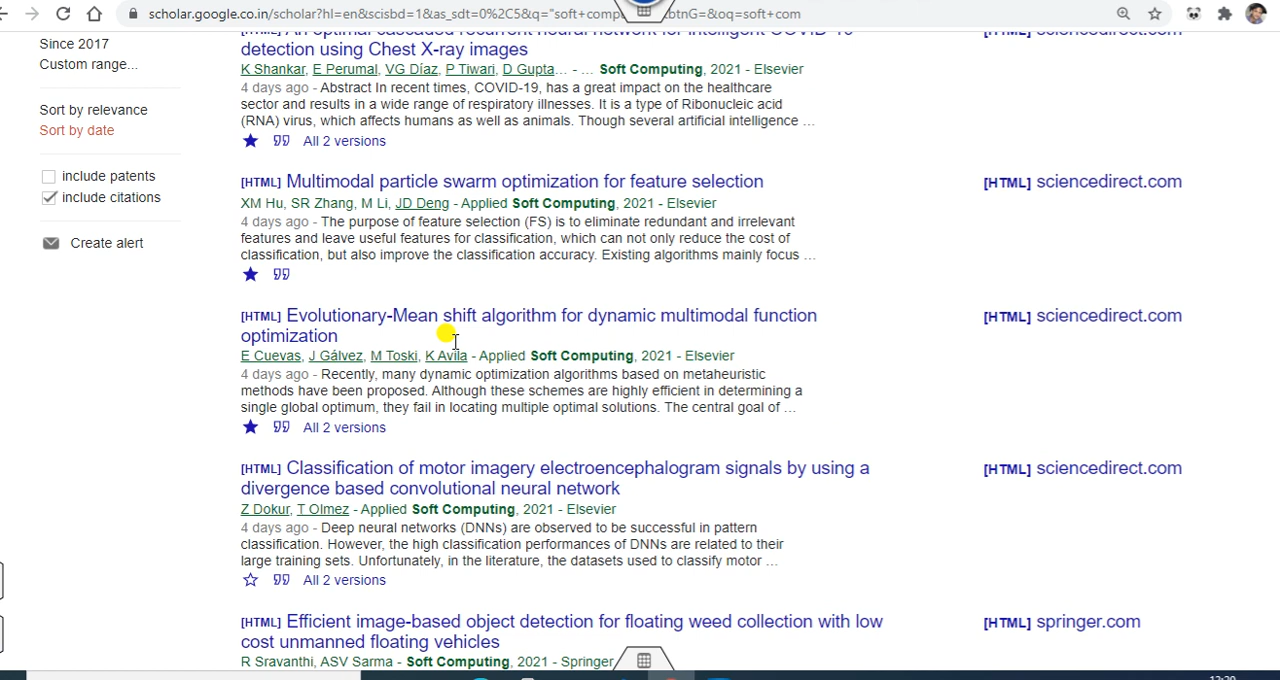 scholar.google.co.in/scholar?hl=en&scisbd=1&as_sdt=0%2C5&q="soft+comp btnG=&oq=soft+com
Since 2017
Custom range...
Sort by relevance
Sort by date
include patents
include citations
Create alert
[HTML] An optimal cascaded recurrent neural network for intelligent COVID-19
detection using Chest X-ray images
[HTML] sciencedirect.com
K Shankar, E Perumal, VG Díaz, P Tiwari, D Gupta… - … Soft Computing, 2021 - Elsevier
4 days ago - Abstract In recent times, COVID-19, has a great impact on the healthcare
sector and results in a wide range of respiratory illnesses. It is a type of Ribonucleic acid
(RNA) virus, which affects humans as well as animals. Though several artificial intelligence …
All 2 versions
[HTML] Multimodal particle swarm optimization for feature selection
[HTML] sciencedirect.com
XM Hu, SR Zhang, M Li, JD Deng - Applied Soft Computing, 2021 - Elsevier
4 days ago - The purpose of feature selection (FS) is to eliminate redundant and irrelevant
features and leave useful features for classification, which can not only reduce the cost of
classification, but also improve the classification accuracy. Existing algorithms mainly focus …
[HTML] Evolutionary-Mean shift algorithm for dynamic multimodal function
optimization
[HTML] sciencedirect.com
E Cuevas, J Gálvez, M Toski, K Avila - Applied Soft Computing, 2021 - Elsevier
4 days ago - Recently, many dynamic optimization algorithms based on metaheuristic
methods have been proposed. Although these schemes are highly efficient in determining a
single global optimum, they fail in locating multiple optimal solutions. The central goal of …
All 2 versions
[HTML] Classification of motor imagery electroencephalogram signals by using a
divergence based convolutional neural network
[HTML] sciencedirect.com
Z Dokur, T Olmez - Applied Soft Computing, 2021 - Elsevier
4 days ago - Deep neural networks (DNNs) are observed to be successful in pattern
classification. However, the high classification performances of DNNs are related to their
large training sets. Unfortunately, in the literature, the datasets used to classify motor …
All 2 versions
[HTML] Efficient image-based object detection for floating weed collection with low
cost unmanned floating vehicles
[HTML] springer.com
R Sravanthi, ASV Sarma - Soft Computing, 2021 - Springer